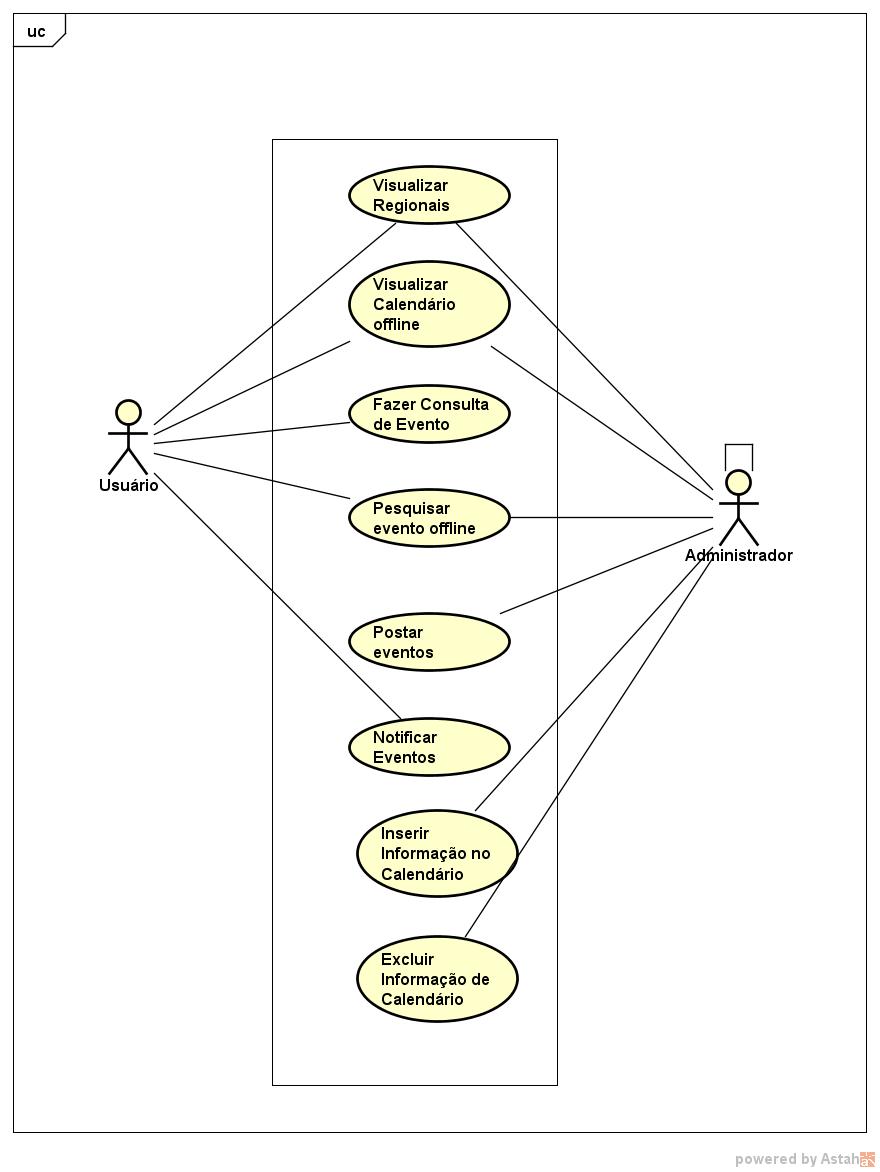 uc
Visualizar
Regionais
Visualizar
Calendário
offline
Fazer Consulta
de Evento
Usuário
Pesquisar
evento offline
Administrador
Postar
eventos
Notificar
Eventos
Inserir
Informação no
Calendário
Excluir
Informação de
Calendário
powered by Astah